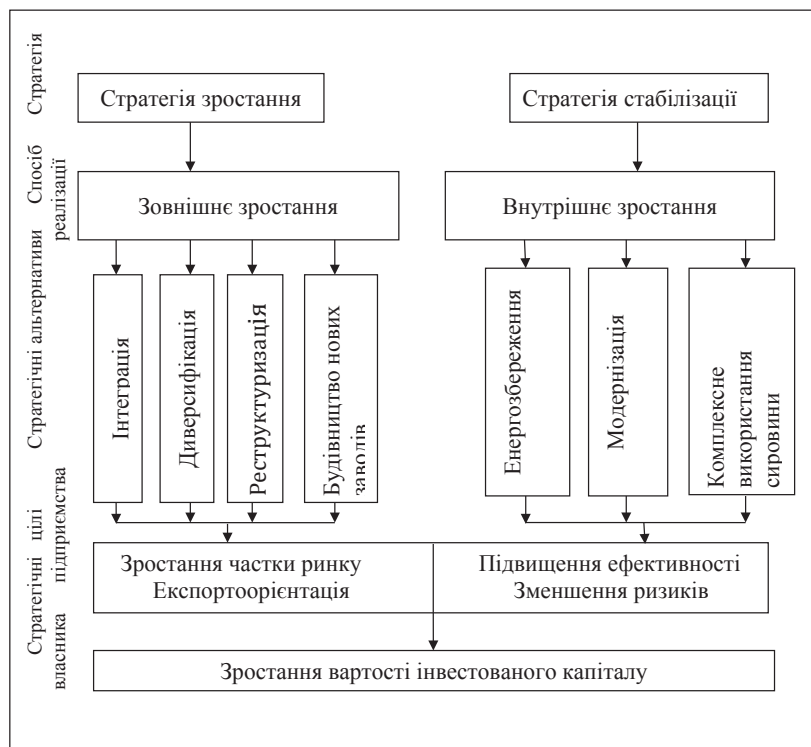 Стратегія
Стратегія зростання
Стратегія стабілізації
Спосіб
реалізації
Зовнішнє зростання
Внутрішнє зростання
Стратегічні альтернативи
Інтеграція
Диверсифікація
Реструктуризація
Будівництво нових
заводів
Енергозбереження
Модернізація
Комплексне
використання
сировини
Стратегічні цілі
підприємства
Зростання частки ринку
Експортоорієнтація
Підвищення ефективності
Зменшення ризиків
власника
Зростання вартості інвестованого капіталу